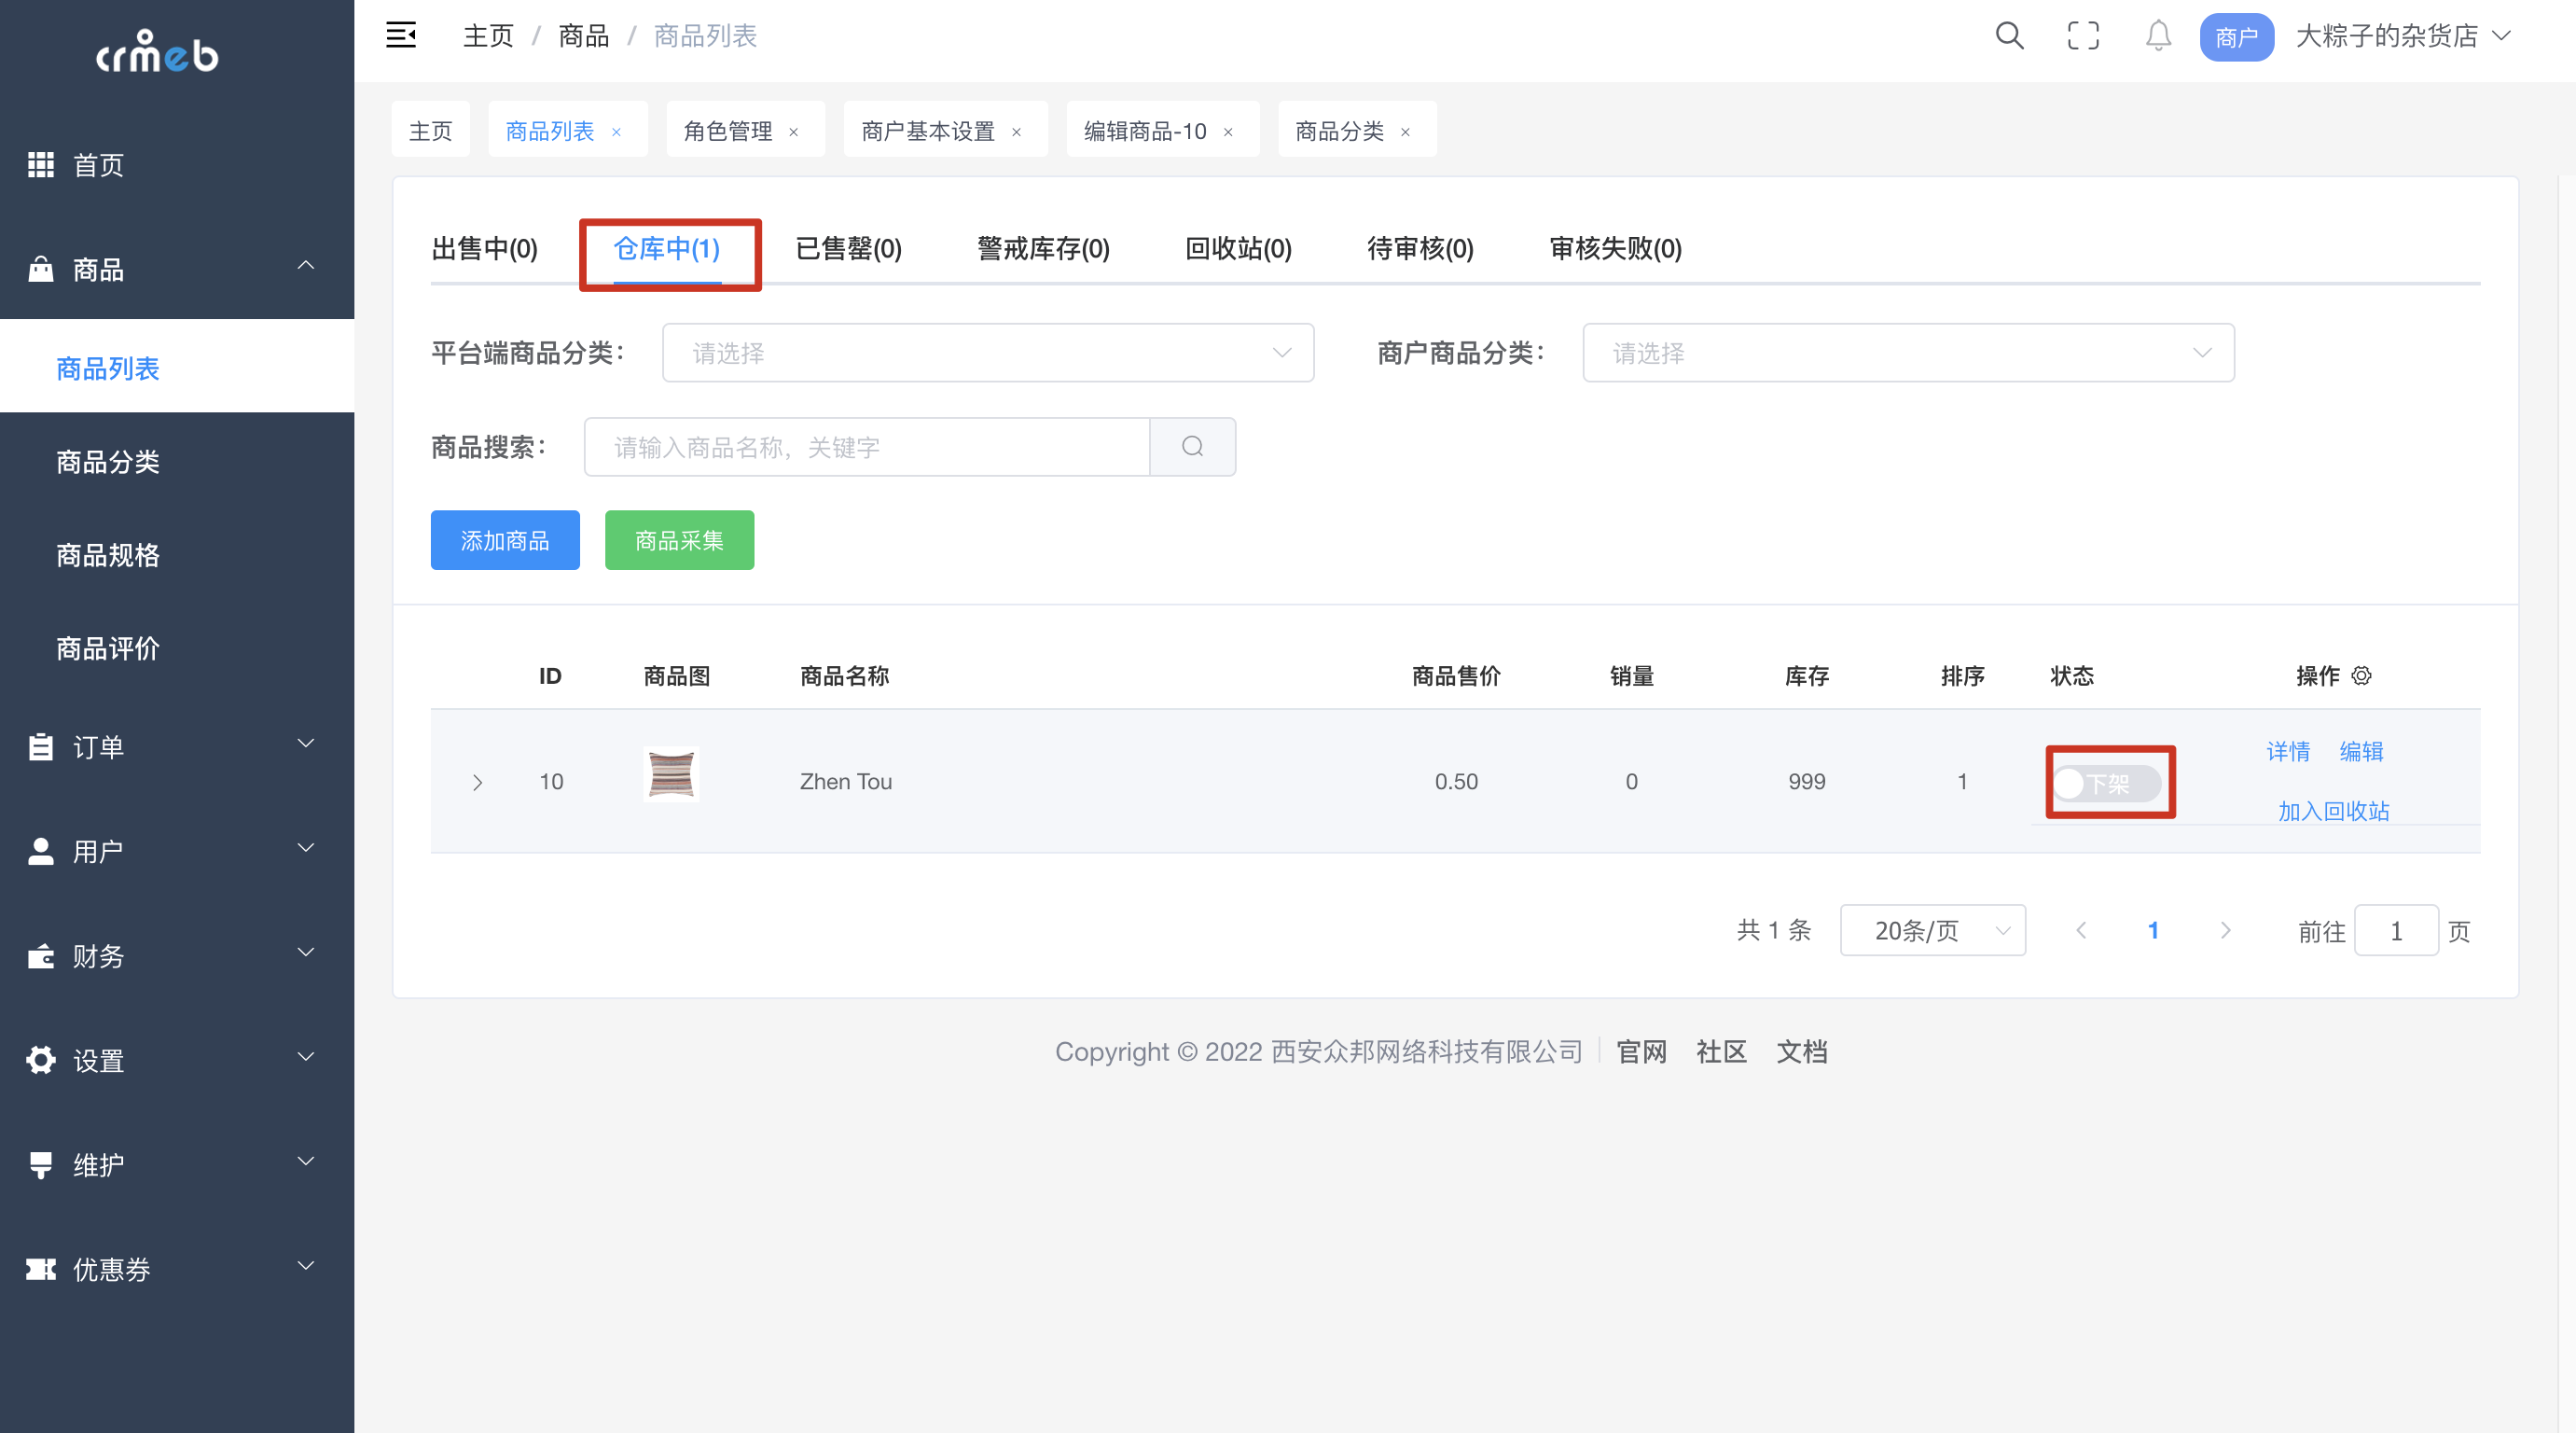 crmeb
首页
商品
商品列表
商品分类
商品规格
商品评价
订单
用户
财务
设置
维护
优惠券
主页 / 商品 / 商品列表
商户 大粽子的杂货店
主页 商品列表 × 角色管理 × 商户基本设置 × 编辑商品-10 × 商品分类 ×
出售中(0) 仓库中(1) 已售罄(0) 警戒库存(0) 回收站(0) 待审核(0) 审核失败(0)
平台端商品分类： 请选择 商户商品分类： 请选择
商品搜索： 请输入商品名称，关键字
添加商品 商品采集
ID 商品图 商品名称 商品售价 销量 库存 排序 状态 操作
10 Zhen Tou 0.50 0 999 1 下架 详情 编辑
加入回收站
共 1 条 20条/页 1 前往 1 页
Copyright © 2022 西安众邦网络科技有限公司 官网 社区 文档